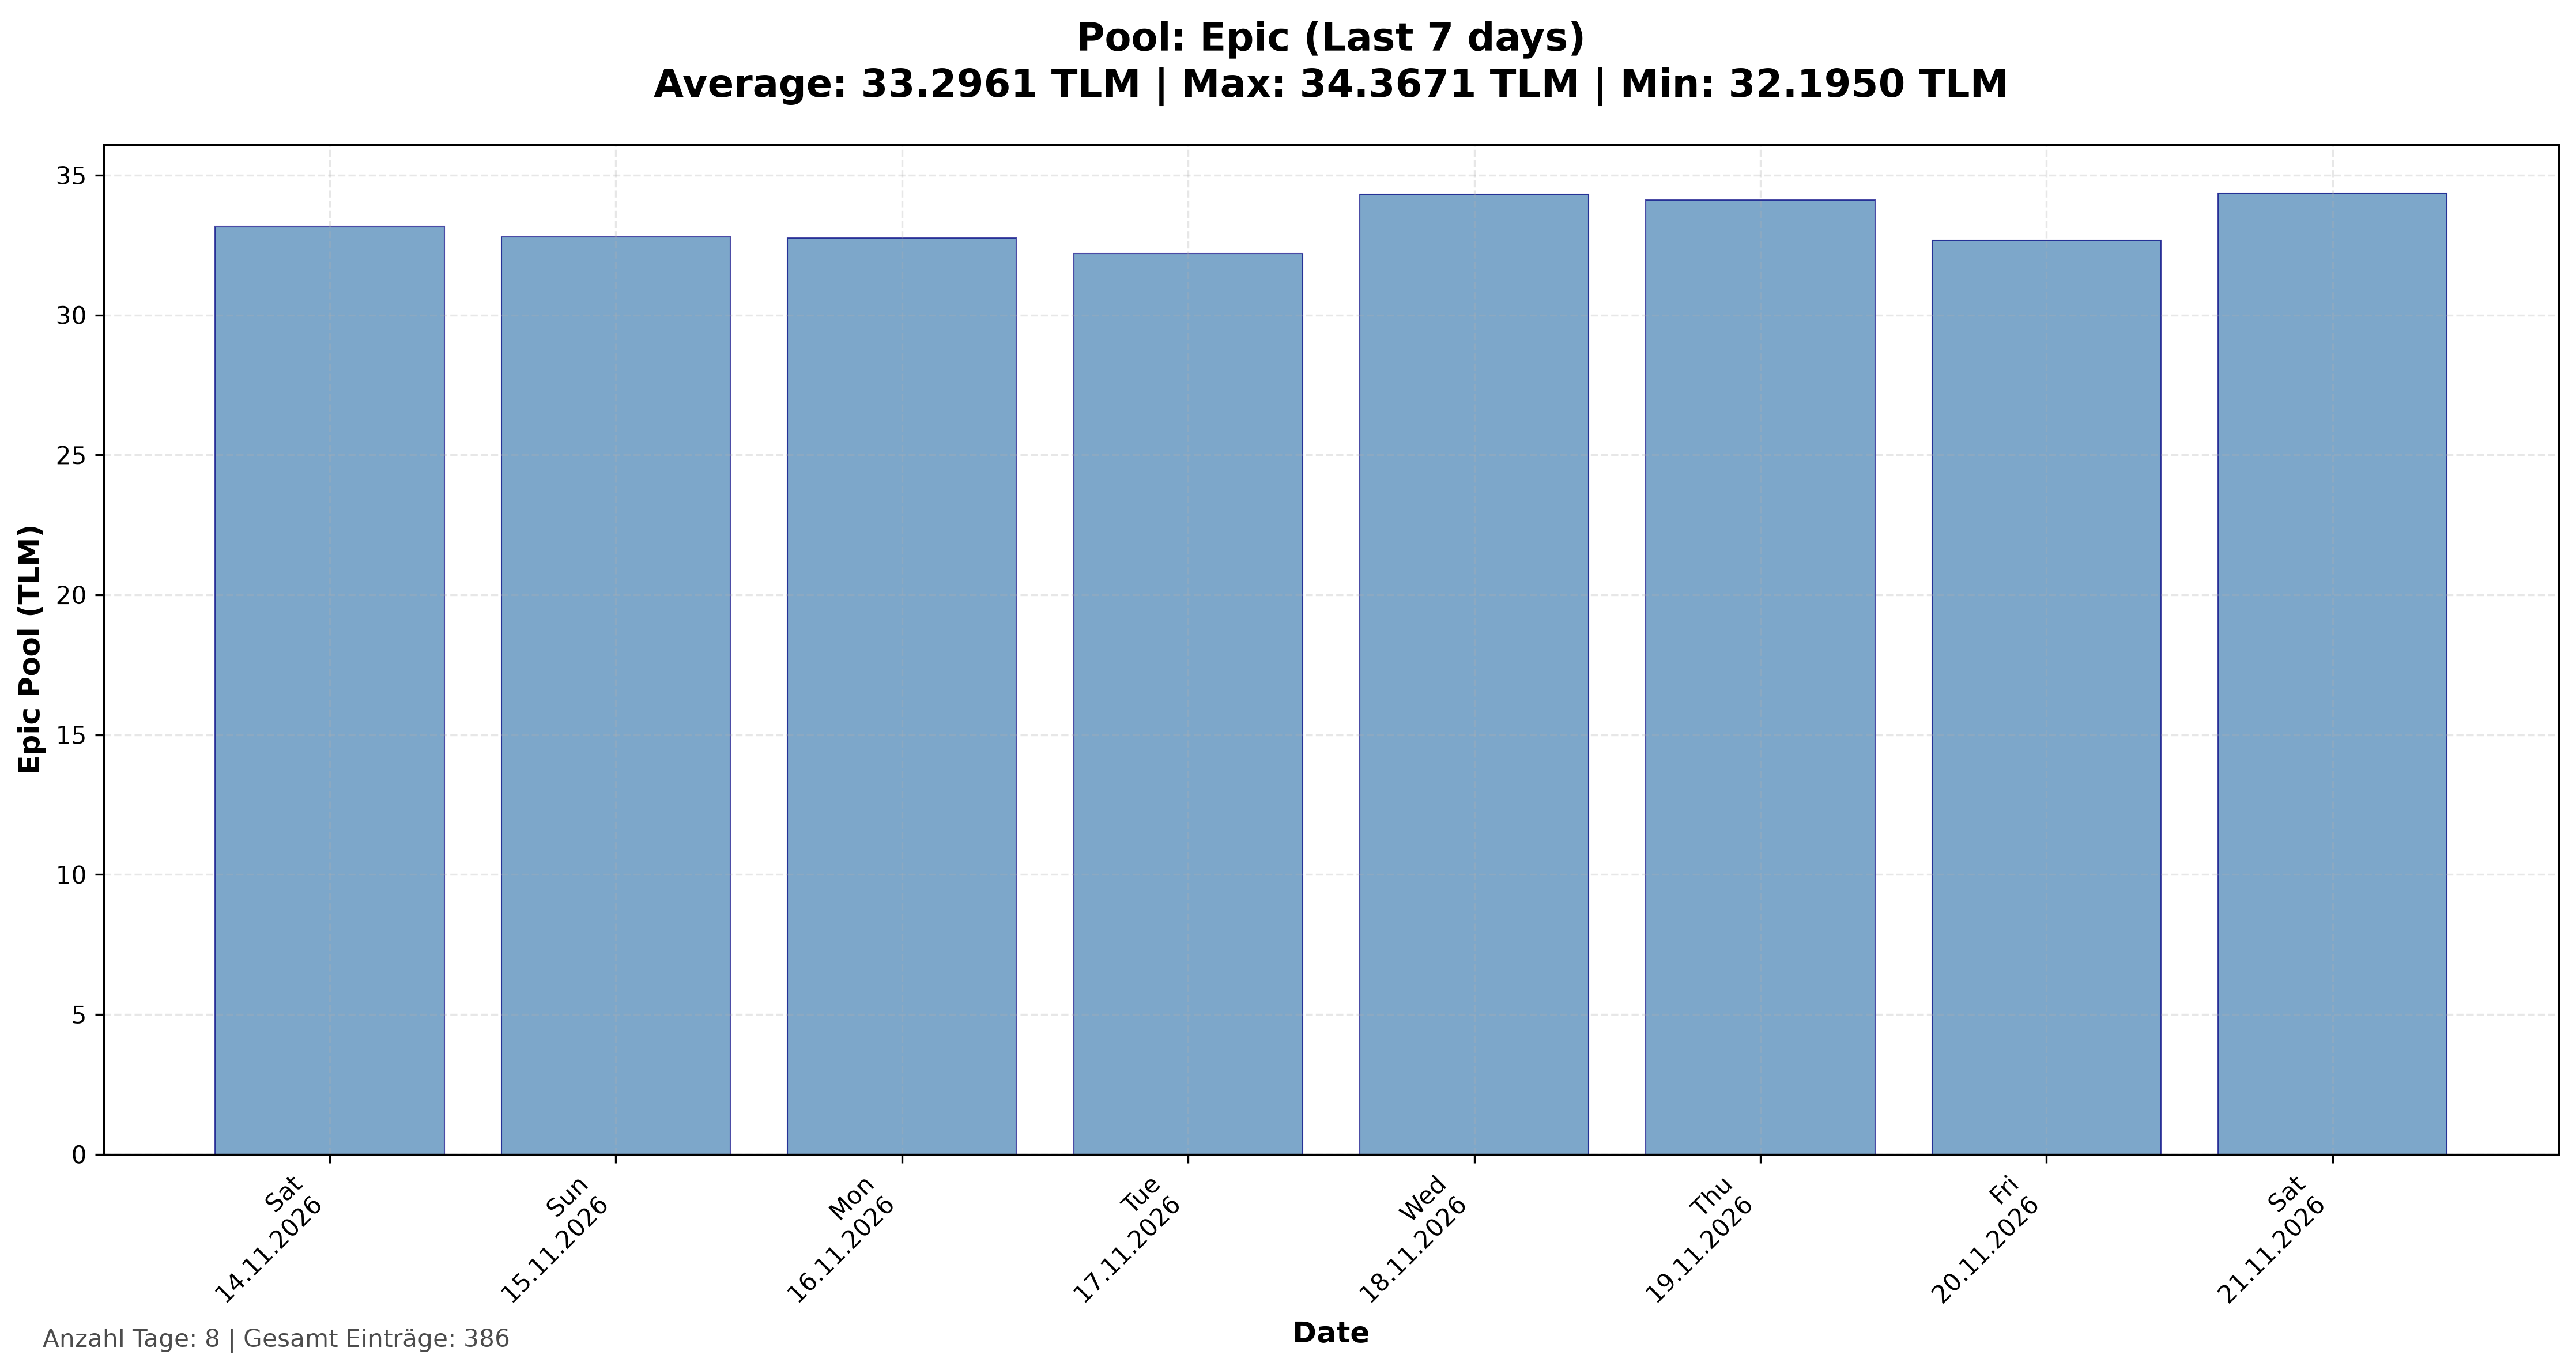 Pool: Epic (Last 7 days)
Average: 33.2961 TLM | Max: 34.3671 TLM | Min: 32.1950 TLM
Epic Pool (TLM)
35
30
25
20
15
10
5
0
Sat
14.11.2026
Sun
15.11.2026
Mon
16.11.2026
Tue
17.11.2026
Wed
18.11.2026
Thu
19.11.2026
Fri
20.11.2026
Sat
21.11.2026
Date
Anzahl Tage: 8 | Gesamt Einträge: 386